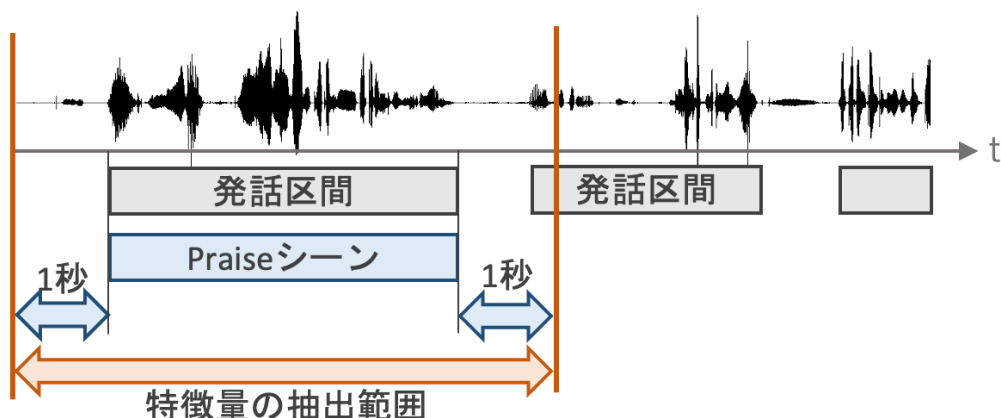 t
発話区間
発話区間
Praiseシーン
1秒
1秒
特徴量の抽出範囲